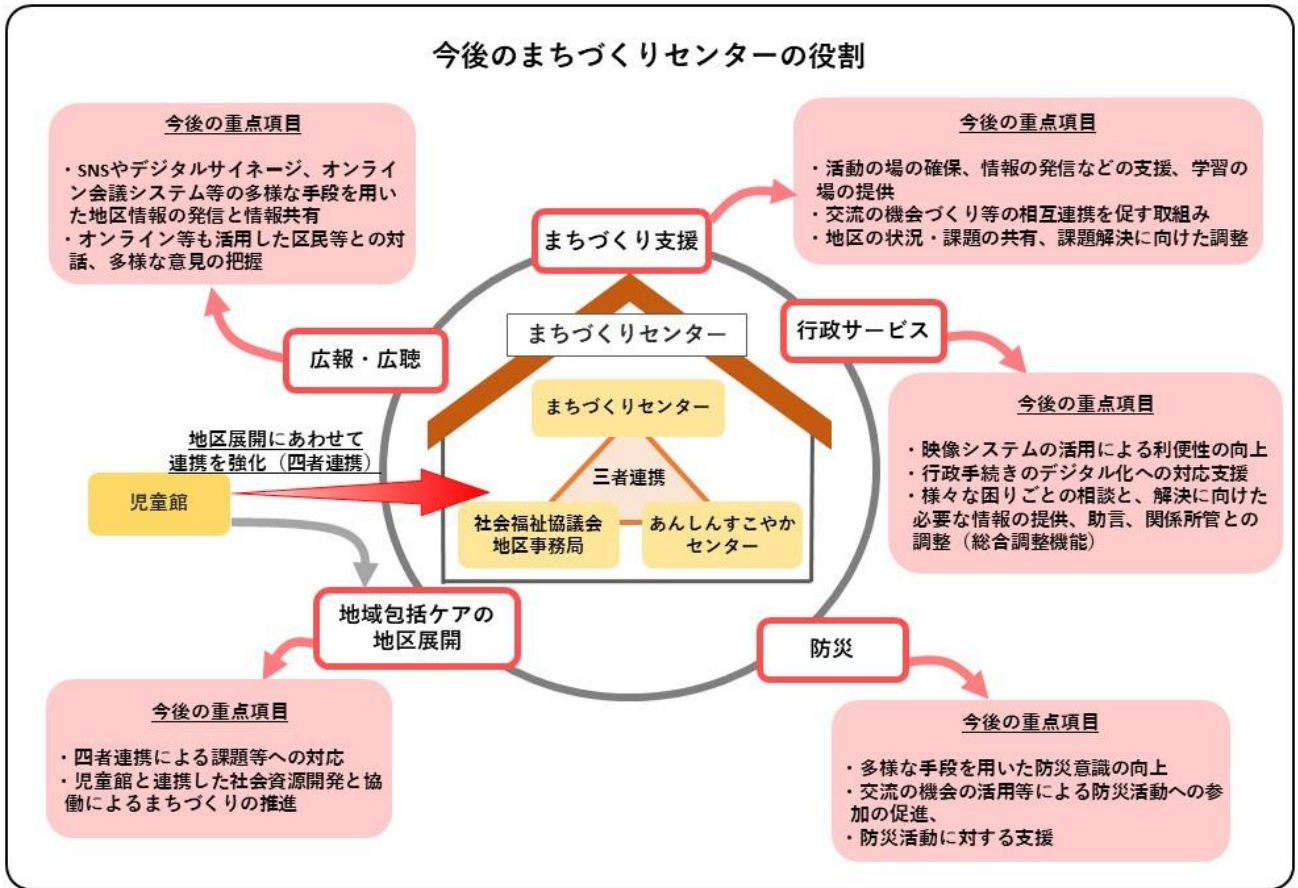 今後のまちづくりセンターの役割
今後の重点項目
・SNSやデジタルサイネージ、オンライン
会議システム等の多様な手段を用い
た地区情報の発信と情報共有
・オンライン等も活用した区民等との対
話、多様な意見の把握
今後の重点項目
・活動の場の確保、情報の発信などの支援、学習の
場の提供
・交流の機会づくり等の相互連携を促す取組み
・地区の状況・課題の共有、課題解決に向けた調整
まちづくり支援
広報・広聴
行政サービス
まちづくりセンター
まちづくりセンター
三者連携
社会福祉協議会
地区事務局
あんしんすこやか
センター
地区展開にあわせて
連携を強化（四者連携）
児童館
今後の重点項目
・映像システムの活用による利便性の向上
・行政手続きのデジタル化への対応支援
・様々な困りごとの相談と、解決に向けた
必要な情報の提供、助言、関係所管との
調整（総合調整機能）
地域包括ケアの
地区展開
防災
今後の重点項目
・四者連携による課題等への対応
・児童館と連携した社会資源開発と協
働によるまちづくりの推進
今後の重点項目
・多様な手段を用いた防災意識の向上
・交流の機会の活用等による防災活動への参
加の促進、
・防災活動に対する支援